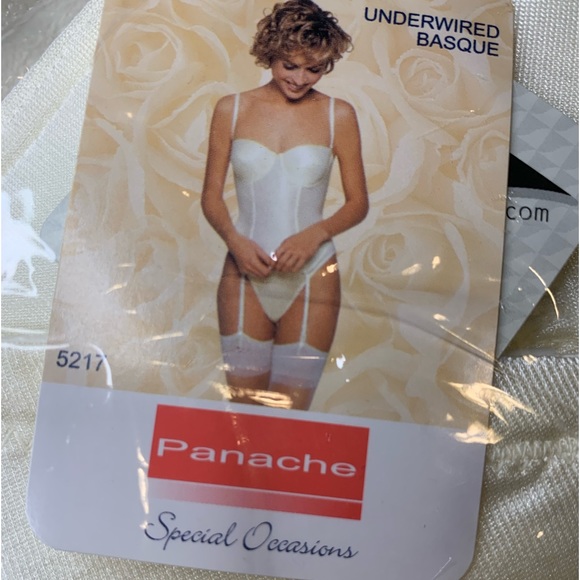 UNDERWIRED
BASQUE
com
5217
Panache
Special Occasions